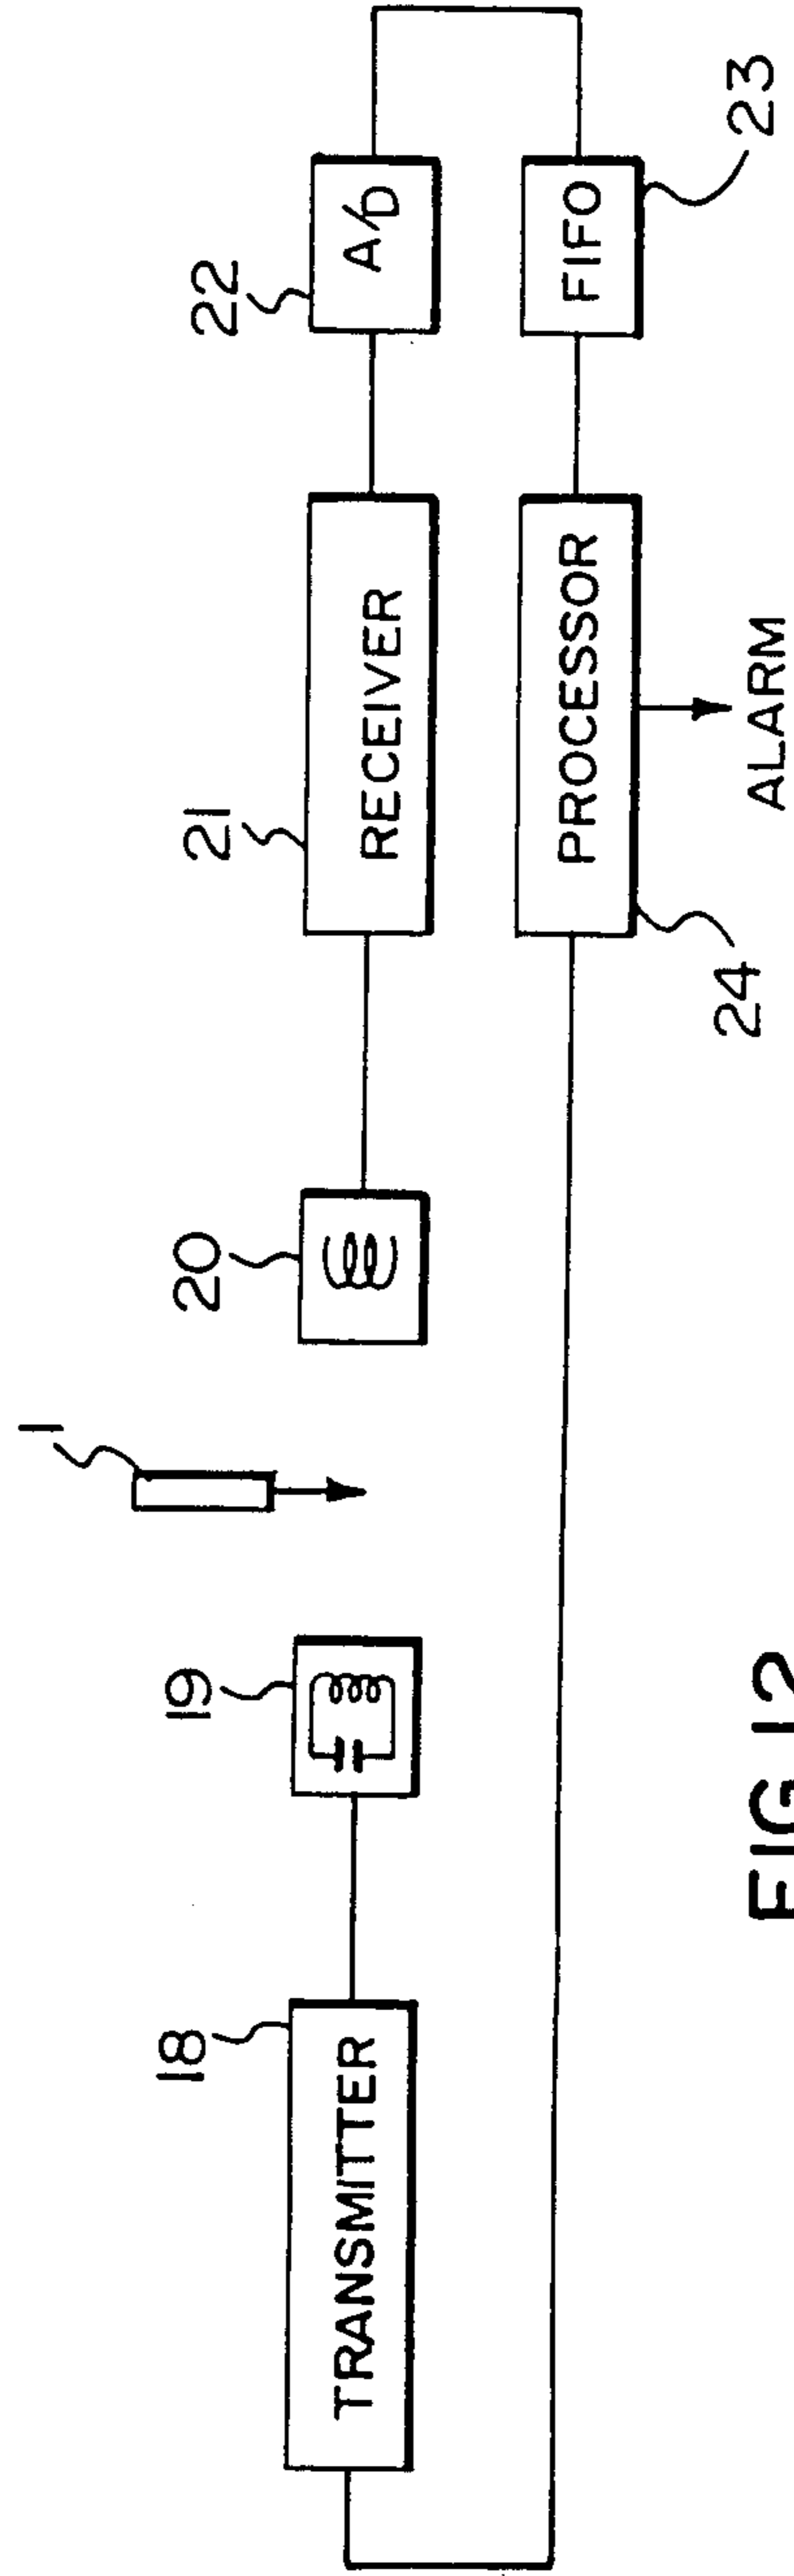 1
18
19
20
21
22
TRANSMITTER
RECEIVER
A/D
PROCESSOR
FIFO
24
ALARM
23
FIG. 12